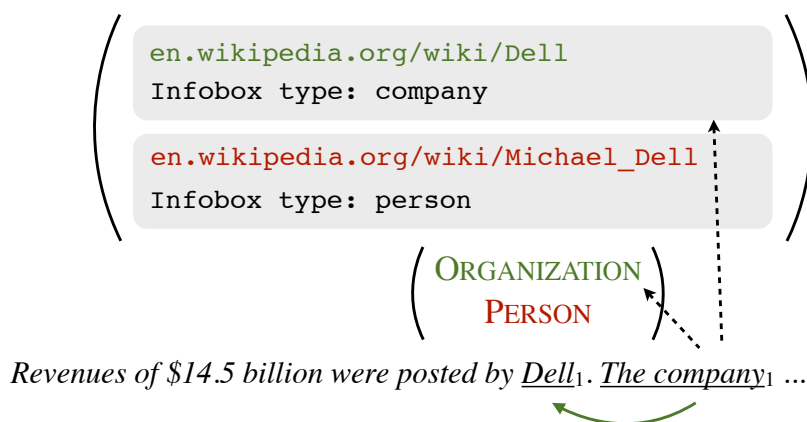 en.wikipedia.org/wiki/Dell
Infobox type: company
en.wikipedia.org/wiki/Michael_Dell
Infobox type: person
ORGANIZATION
PERSON
Revenues of $14.5 billion were posted by Dell₁. The company₁ ...